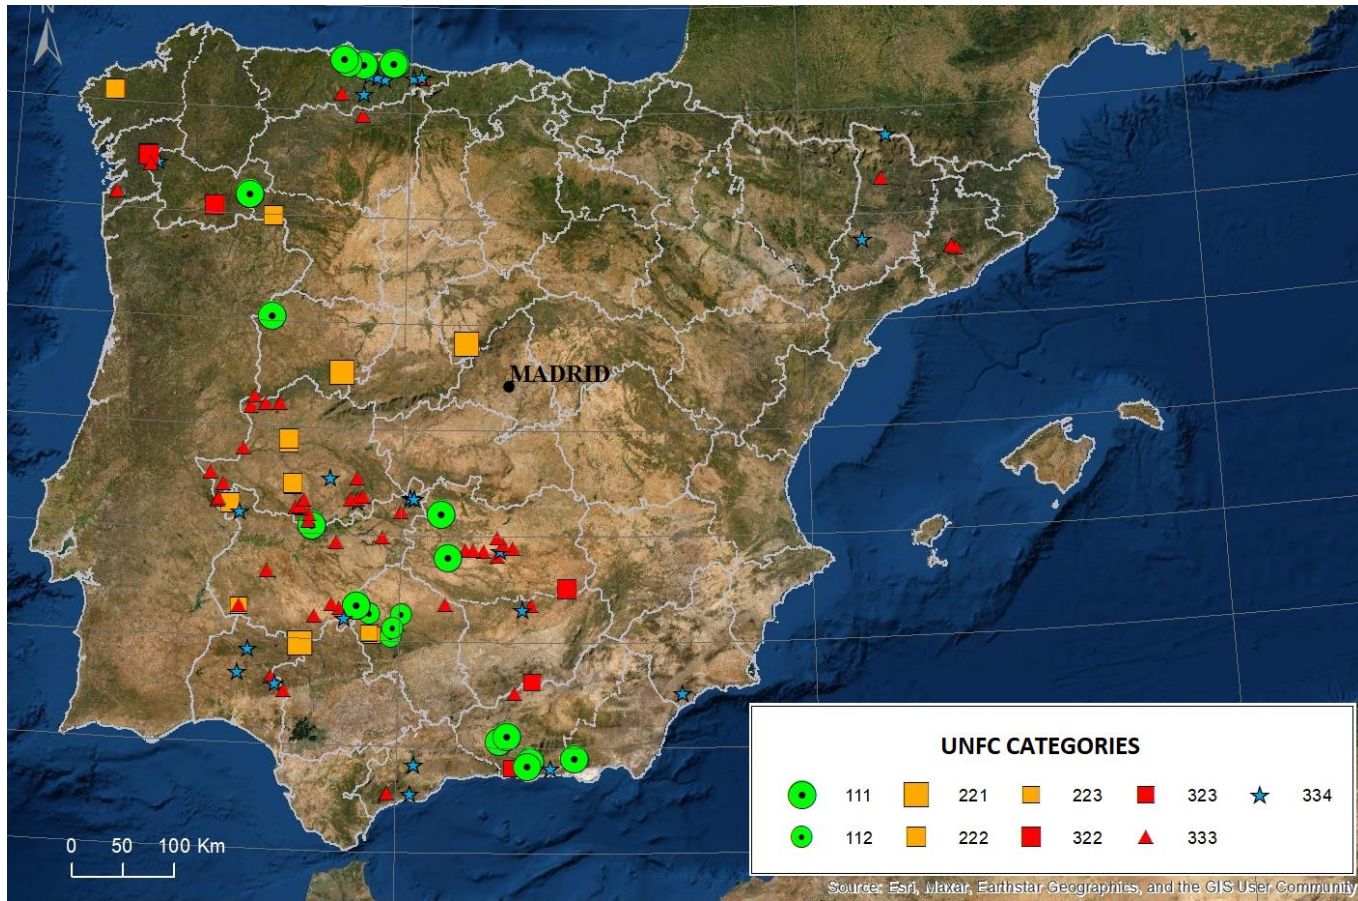 N
MADRID
UNFC CATEGORIES
111 221 223 323 334
112 222 322 333
0 50 100 Km
Source: Esri, Maxar, Earthstar Geographics, and the GIS User Community